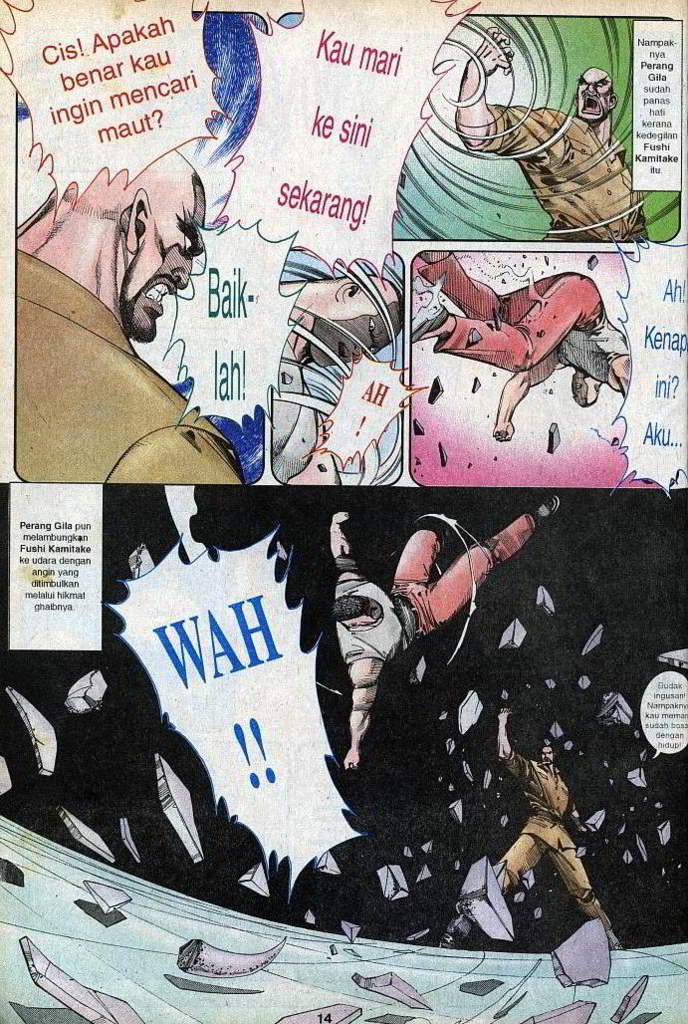 Cis! Apakah
benar kau
ingin mencari
maut?
Kau mari
ke sini
sekarang!
Nampak-
nya
Perang
Gila
sudah
panas
hati
kerana
kedegilan
Fushi
Kamitake
itu.
Baik-
lah!
AH
!
Ah!
Kenapa
ini?
Aku...
Perang Gila pun
melambungkan
Fushi Kamitake
ke udara dengan
angin yang
ditimbulkan
melalui hikmat
ghaibnya.
WAH
!!
Budak
ingusan!
Nampaknya
kau memang
sudah bosan
dengan
hidup!
14